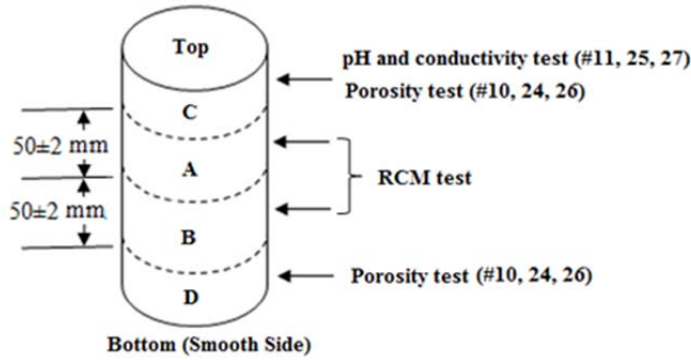 Top
pH and conductivity test (#11, 25, 27)
Porosity test (#10, 24, 26)
C
50±2 mm
A
RCM test
50±2 mm
B
Porosity test (#10, 24, 26)
D
Bottom (Smooth Side)